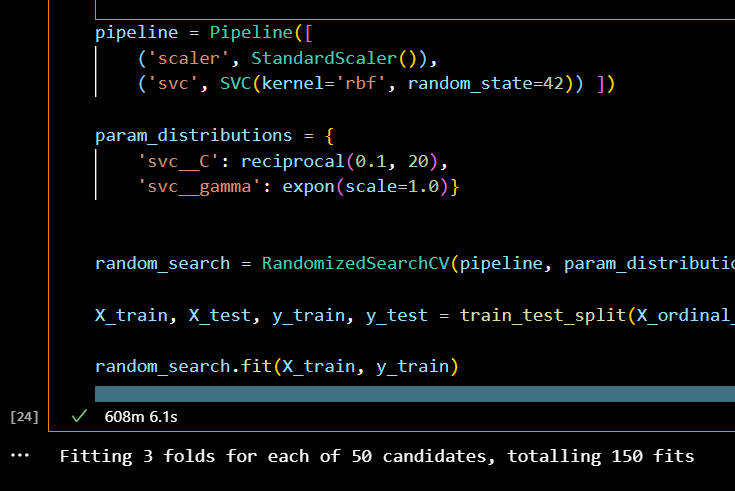 pipeline = Pipeline([
('scaler', StandardScaler()),
('svc', SVC(kernel='rbf', random_state=42)) ])
param_distributions = {
'svc__C': reciprocal(0.1, 20),
'svc__gamma': expon(scale=1.0)}
random_search = RandomizedSearchCV(pipeline, param_distributi
X_train, X_test, y_train, y_test = train_test_split(X_ordinal_
random_search.fit(X_train, y_train)
[24] ✓ 608m 6.1s
... Fitting 3 folds for each of 50 candidates, totalling 150 fits